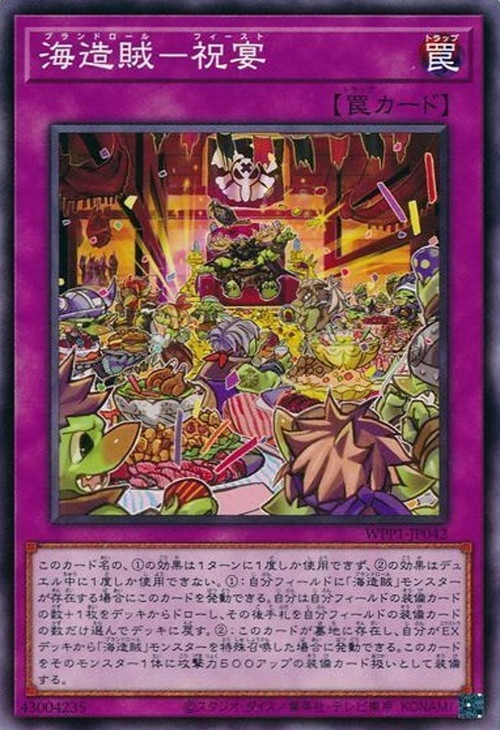 ブランドロール フィースト
海造賊-祝宴
トラップ
罠
トラップ
【罠カード】
WPP1-JP042
このカード名の、①の効果は1ターンに1度しか使用できず、②の効果はデュ
エル中に1度しか使用できない。①:自分フィールドに「海造賊」モンスター
が存在する場合にこのカードを発動できる。自分は自分フィールドの装備カード
の数+1枚をデッキからドローし、その後手札を自分フィールドの装備カード
の数だけ選んでデッキに戻す。②:このカードが墓地に存在し、自分がEX
デッキから「海造賊」モンスターを特殊召喚した場合に発動できる。このカード
をそのモンスター1体に攻撃力500アップの装備カード扱いとして装備
する。
43004235
©スタジオ・ダイス/集英社・テレビ東京・KONAMI